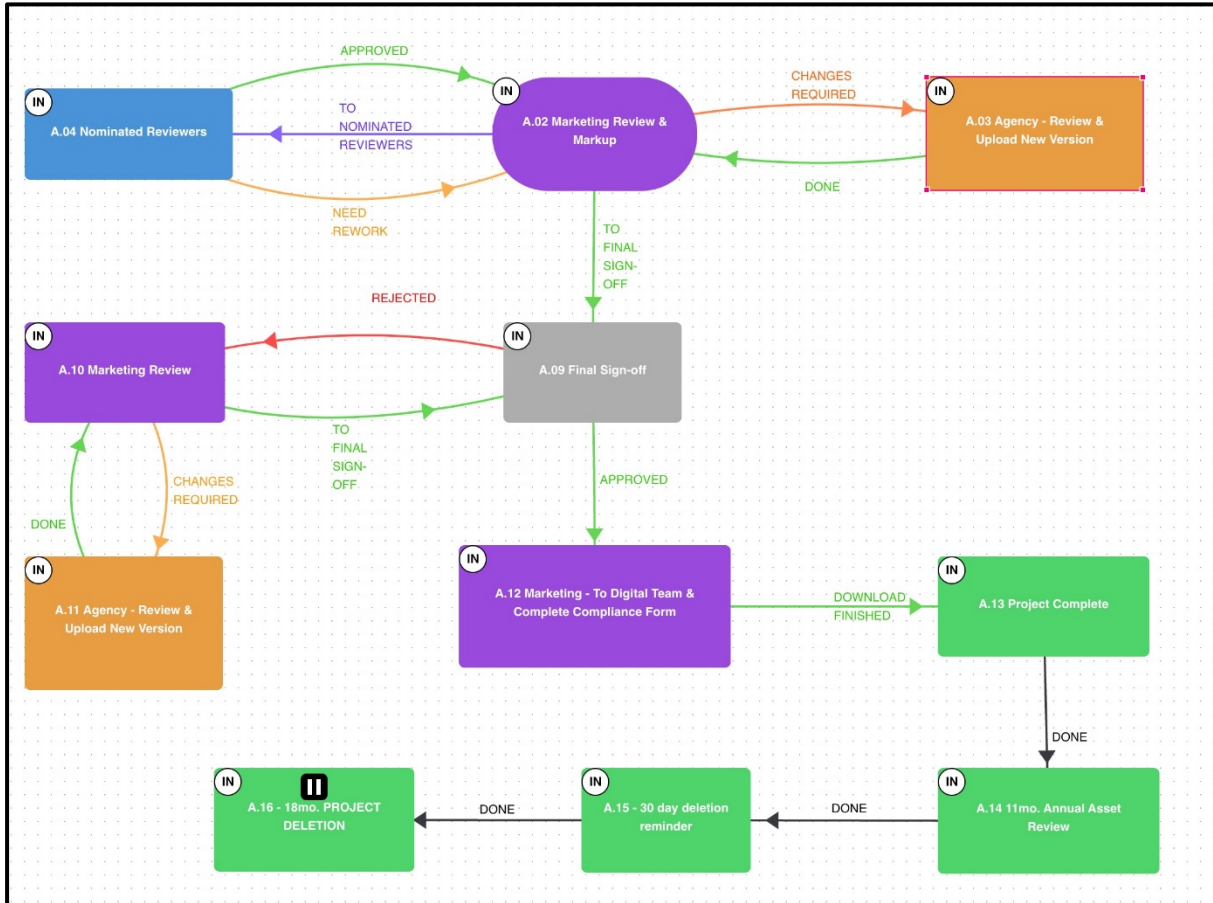 APPROVED
IN
A.04 Nominated Reviewers
TO
NOMINATED
REVIEWERS
NEED
REWORK
IN
A.02 Marketing Review &
Markup
CHANGES
REQUIRED
IN
A.03 Agency - Review &
Upload New Version
DONE
TO
FINAL
SIGN-
OFF
REJECTED
IN
A.10 Marketing Review
IN
A.09 Final Sign-off
TO
FINAL
SIGN-
OFF
CHANGES
REQUIRED
DONE
APPROVED
IN
A.11 Agency - Review &
Upload New Version
IN
A.12 Marketing - To Digital Team &
Complete Compliance Form
DOWNLOAD
FINISHED
IN
A.13 Project Complete
DONE
IN
A.14 11mo. Annual Asset
Review
DONE
IN
A.15 - 30 day deletion
reminder
DONE
IN
A.16 - 18mo. PROJECT
DELETION